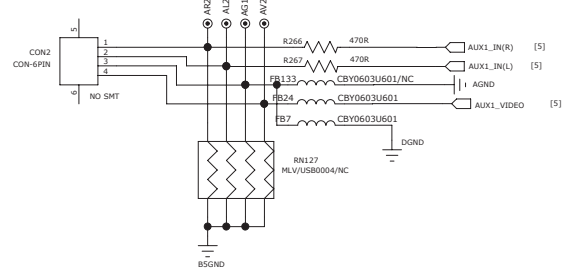 AR2
AL2
AG1
AV2
5
CON2
CON-6PIN
1
2
3
4
6
NO SMT
R266
470R
AUX1_IN(R)
[5]
R267
470R
AUX1_IN(L)
[5]
FB133
CBY0603U601/NC
AGND
FB24
CBY0603U601
AUX1_VIDEO
[5]
FB7
CBY0603U601
DGND
RN127
MLV/USB0004/NC
BSGND